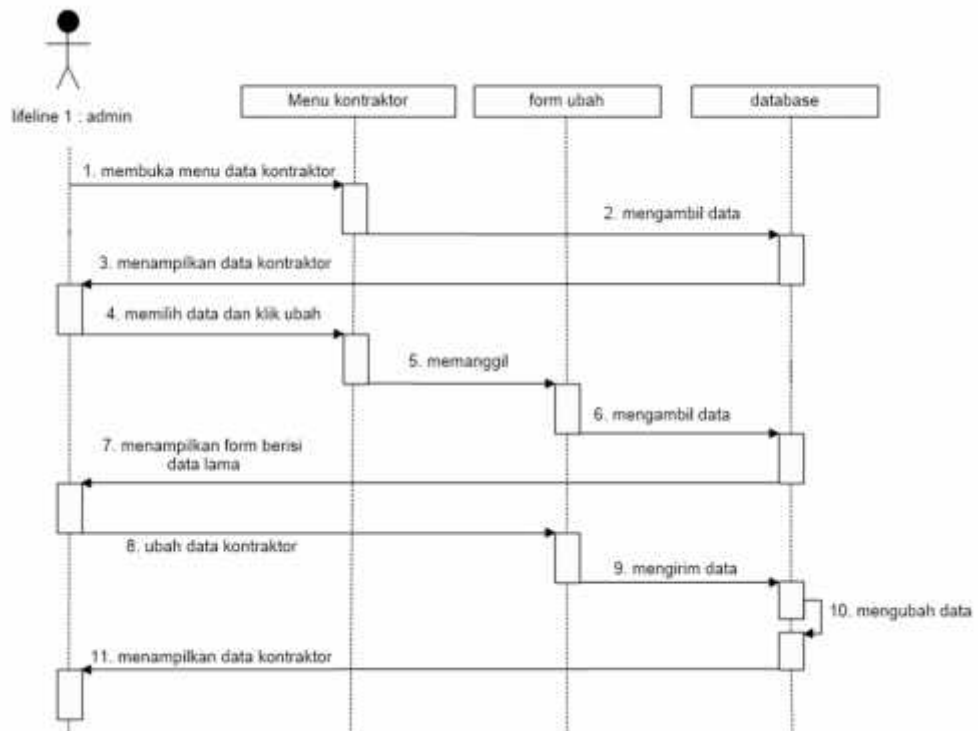 lifeline 1 : admin
Menu kontraktor
form ubah
database
1. membuka menu data kontraktor
2. mengambil data
3. menampilkan data kontraktor
4. memilih data dan klik ubah
5. memanggil
6. mengambil data
7. menampilkan form berisi
data lama
8. ubah data kontraktor
9. mengirim data
10. mengubah data
11. menampilkan data kontraktor